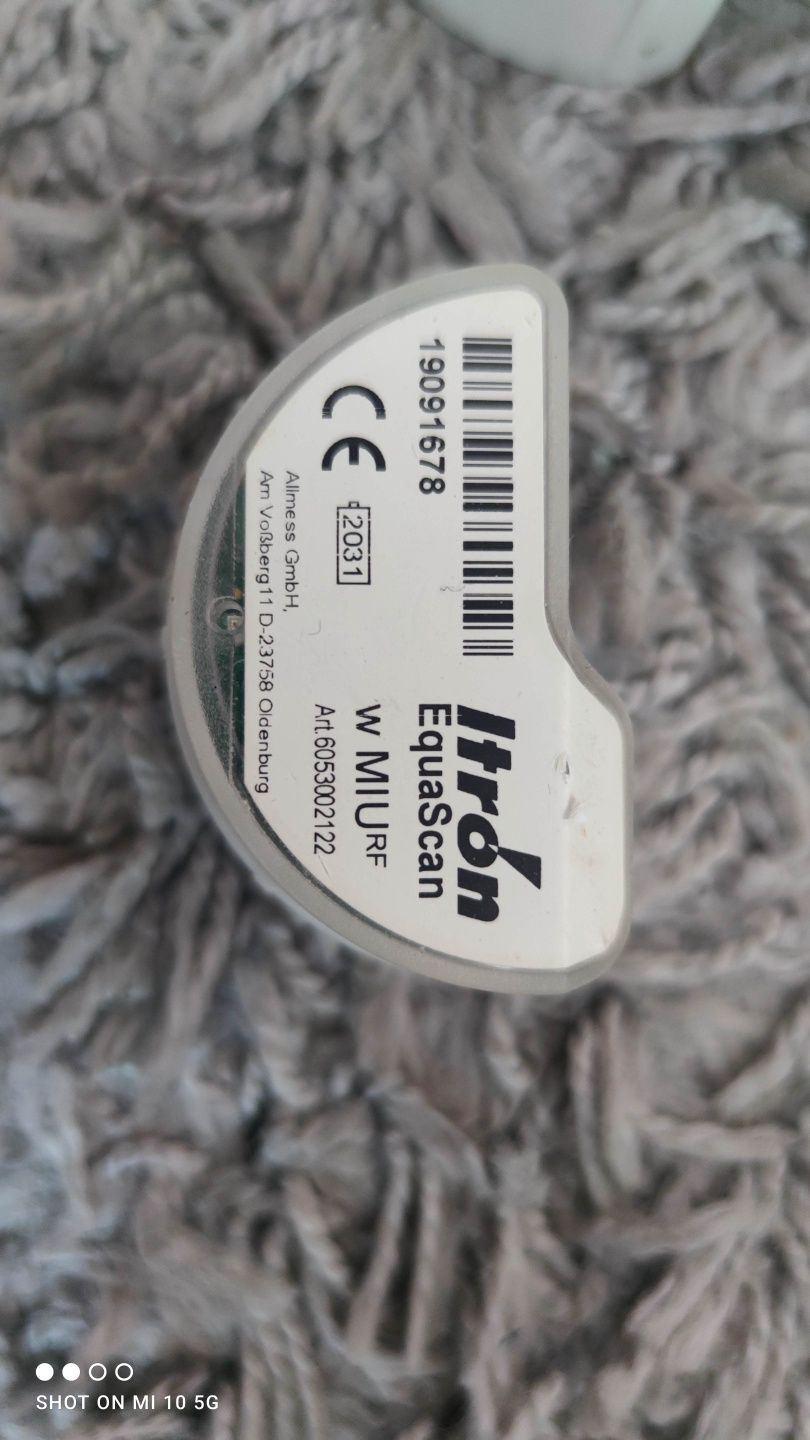 19091678
CE
2031
Allmess GmbH,
Am Voßberg11 D-23758 Oldenburg
Itron
EquaScan
w MIURF
Art.6053002122
SHOT ON MI 10 5G